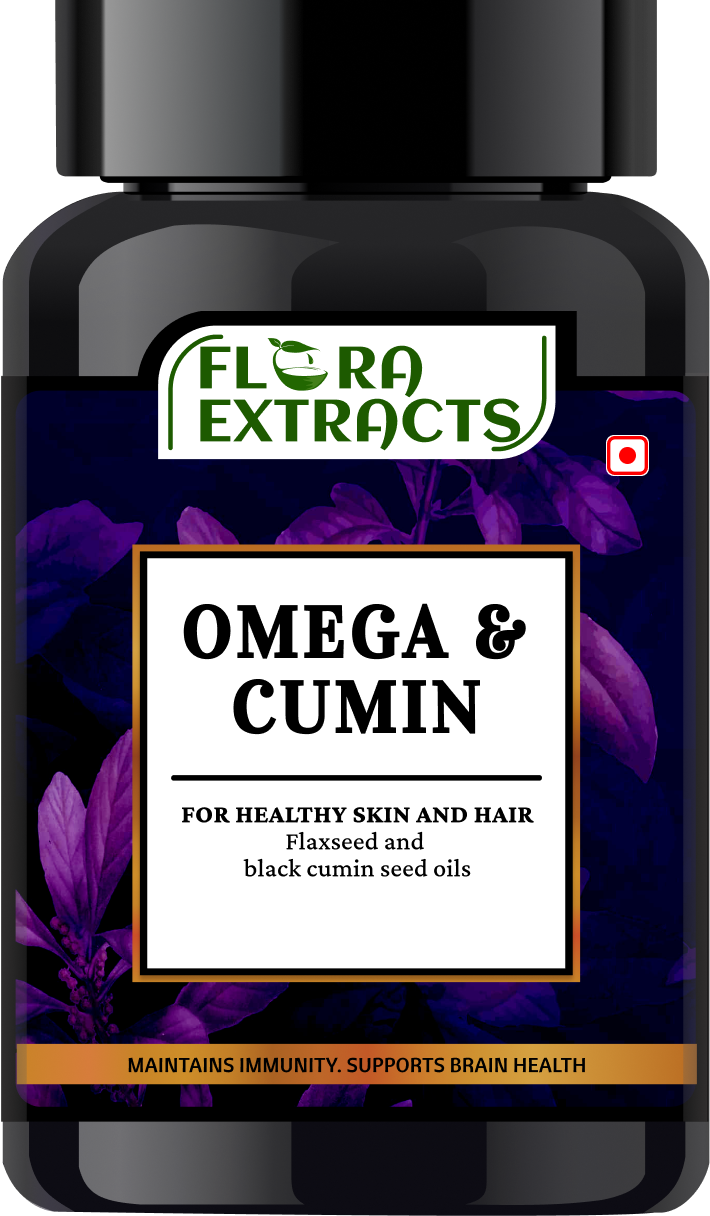 FLORA
EXTRACTS
OMEGA &
CUMIN
FOR HEALTHY SKIN AND HAIR
Flaxseed and
black cumin seed oils
MAINTAINS IMMUNITY. SUPPORTS BRAIN HEALTH